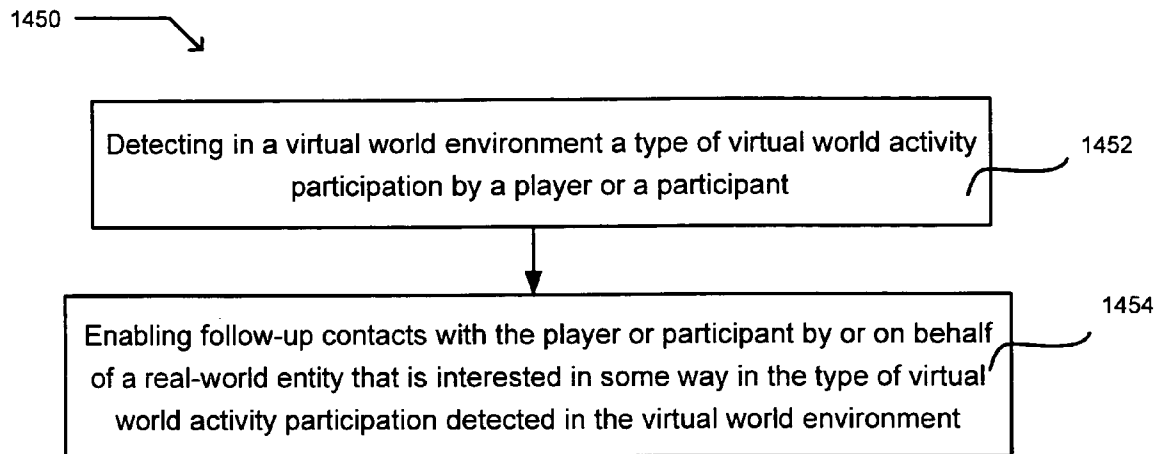 1450
Detecting in a virtual world environment a type of virtual world activity
participation by a player or a participant
1452
Enabling follow-up contacts with the player or participant by or on behalf
of a real-world entity that is interested in some way in the type of virtual
world activity participation detected in the virtual world environment
1454